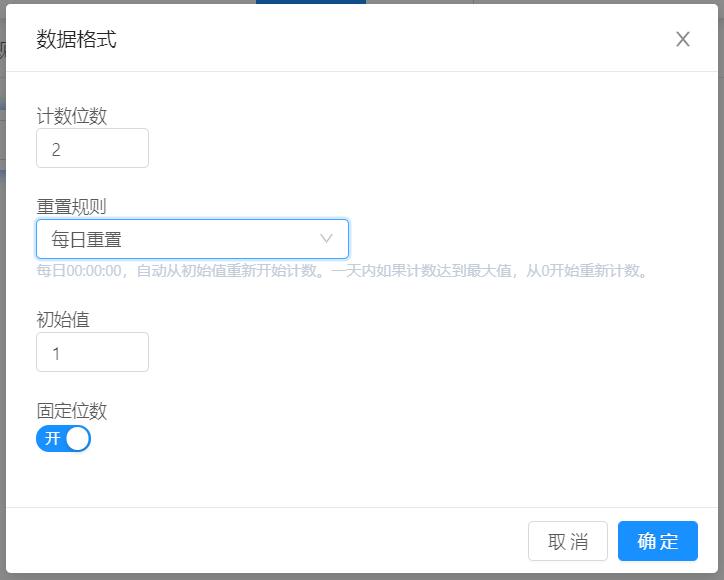 数据格式
计数位数
2
重置规则
每日重置
每日00:00:00，自动从初始值重新开始计数。一天内如果计数达到最大值，从0开始重新计数。
初始值
1
固定位数
开
取 消
确 定